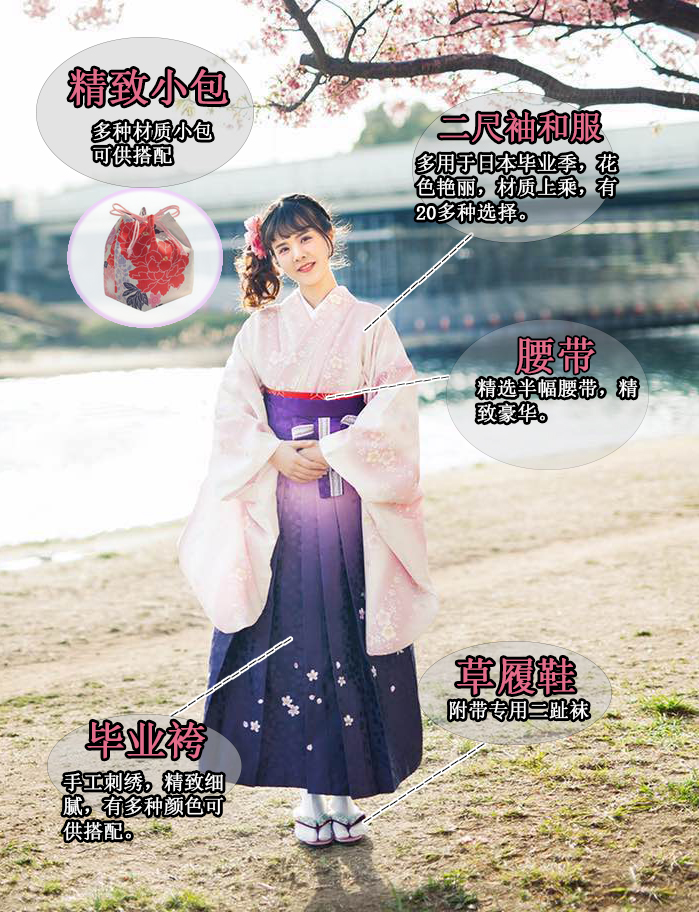 精致小包
多种材质小包
可供搭配
二尺袖和服
多用于日本毕业季，花
色艳丽，材质上乘，有
20多种选择。
腰带
精选半幅腰带，精
致豪华。
草履鞋
附带专用二趾袜
毕业袴
手工刺绣，精致细
腻，有多种颜色可
供搭配。